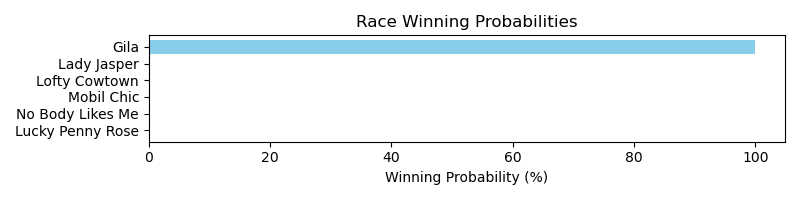 Race Winning Probabilities
Gila
Lady Jasper
Lofty Cowtown
Mobil Chic
No Body Likes Me
Lucky Penny Rose
0 20 40 60 80 100
Winning Probability (%)